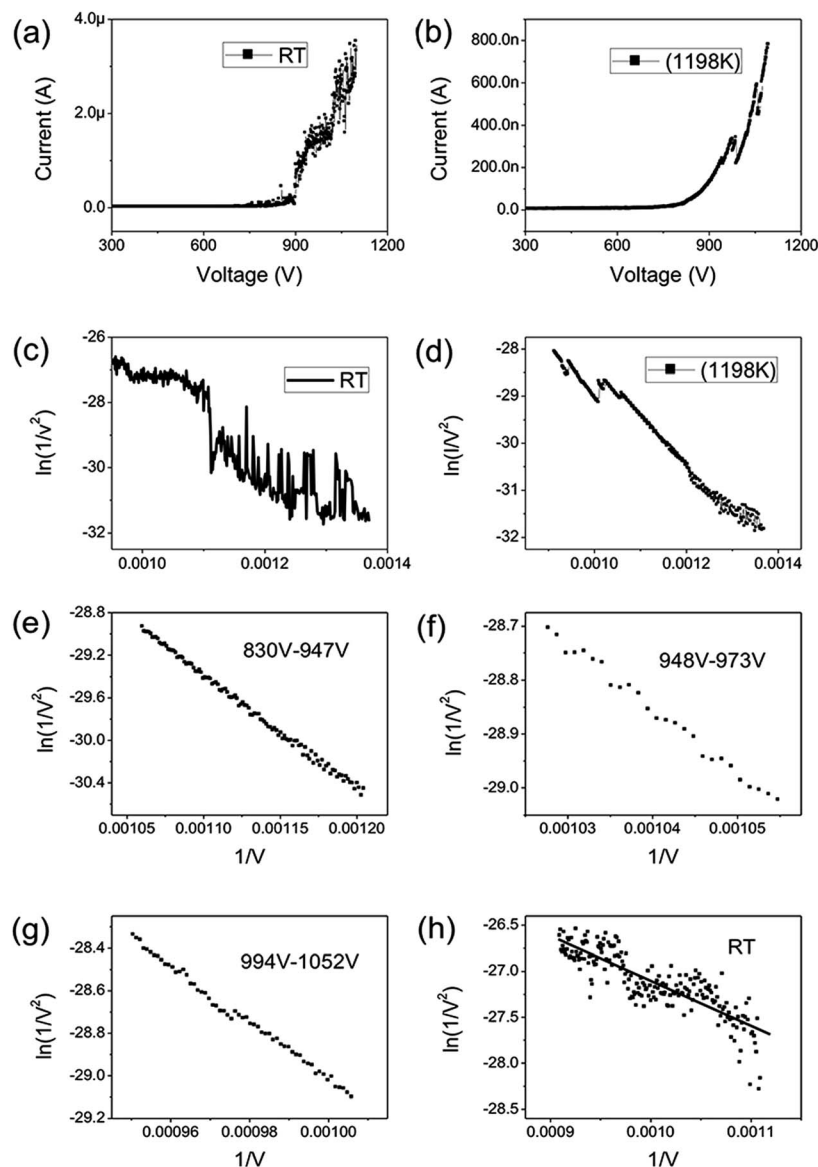 (a)
4.0µ
2.0µ
0.0
Current (A)
RT
300 600 900 1200
Voltage (V)
(b)
800.0n
600.0n
400.0n
200.0n
0.0
Current (A)
(1198K)
300 600 900 1200
Voltage (V)
(c)
-26
-28
-30
-32
ln(1/v²)
RT
0.0010 0.0012 0.0014
(d)
-28
-29
-30
-31
-32
ln(I/V²)
(1198K)
0.0010 0.0012 0.0014
(e)
-28.8
-29.2
-29.6
-30.0
-30.4
ln(1/V²)
830V-947V
0.00105 0.00110 0.00115 0.00120
1/V
(f)
-28.7
-28.8
-28.9
-29.0
ln(1/V²)
948V-973V
0.00103 0.00104 0.00105
1/V
(g)
-28.4
-28.6
-28.8
-29.0
-29.2
ln(1/V²)
994V-1052V
0.00096 0.00098 0.00100
1/V
(h)
-26.5
-27.0
-27.5
-28.0
-28.5
ln(1/V²)
RT
0.0009 0.0010 0.0011
1/V